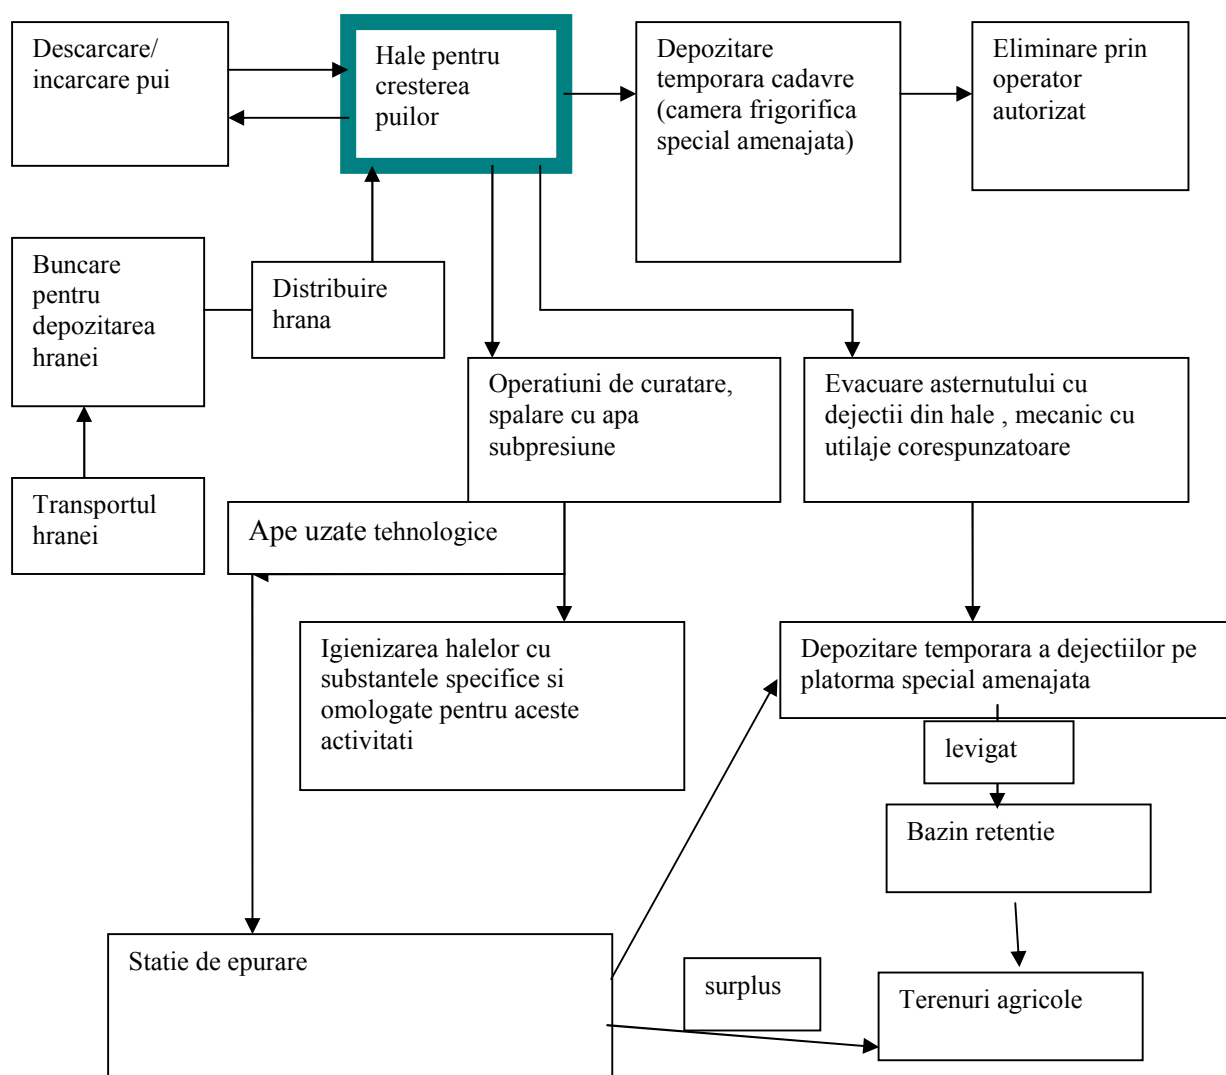 Descarcare/
incarcare pui
Hale pentru
cresterea
puilor
Depozitare
temporara cadavre
(camera frigorifica
special amenajata)
Eliminare prin
operator
autorizat
Buncare
pentru
depozitarea
hranei
Distribuire
hrana
Transportul
hranei
Operatiuni de curatare,
spalare cu apa
subpresiune
Evacuare asternutului cu
dejectii din hale , mecanic cu
utilaje corespunzatoare
Ape uzate tehnologice
Igienizarea halelor cu
substantele specifice si
omologate pentru aceste
activitati
Depozitare temporara a dejectiilor pe
platorma special amenajata
levigat
Bazin retentie
Statie de epurare
surplus
Terenuri agricole